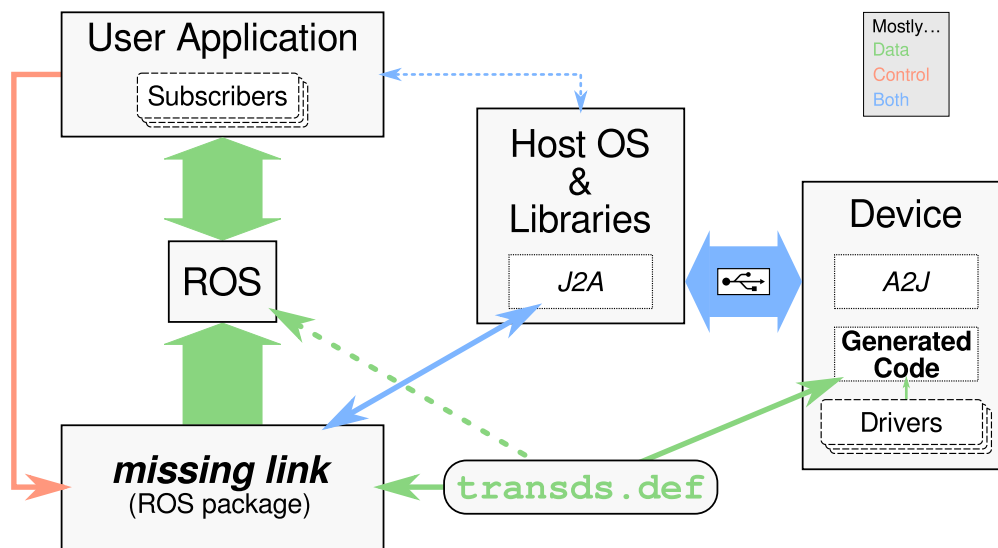 User Application
Subscribers
Mostly...
Data
Control
Both
Host OS
&
Libraries
J2A
Device
A2J
Generated
Code
Drivers
ROS
missing link
(ROS package)
transds.def